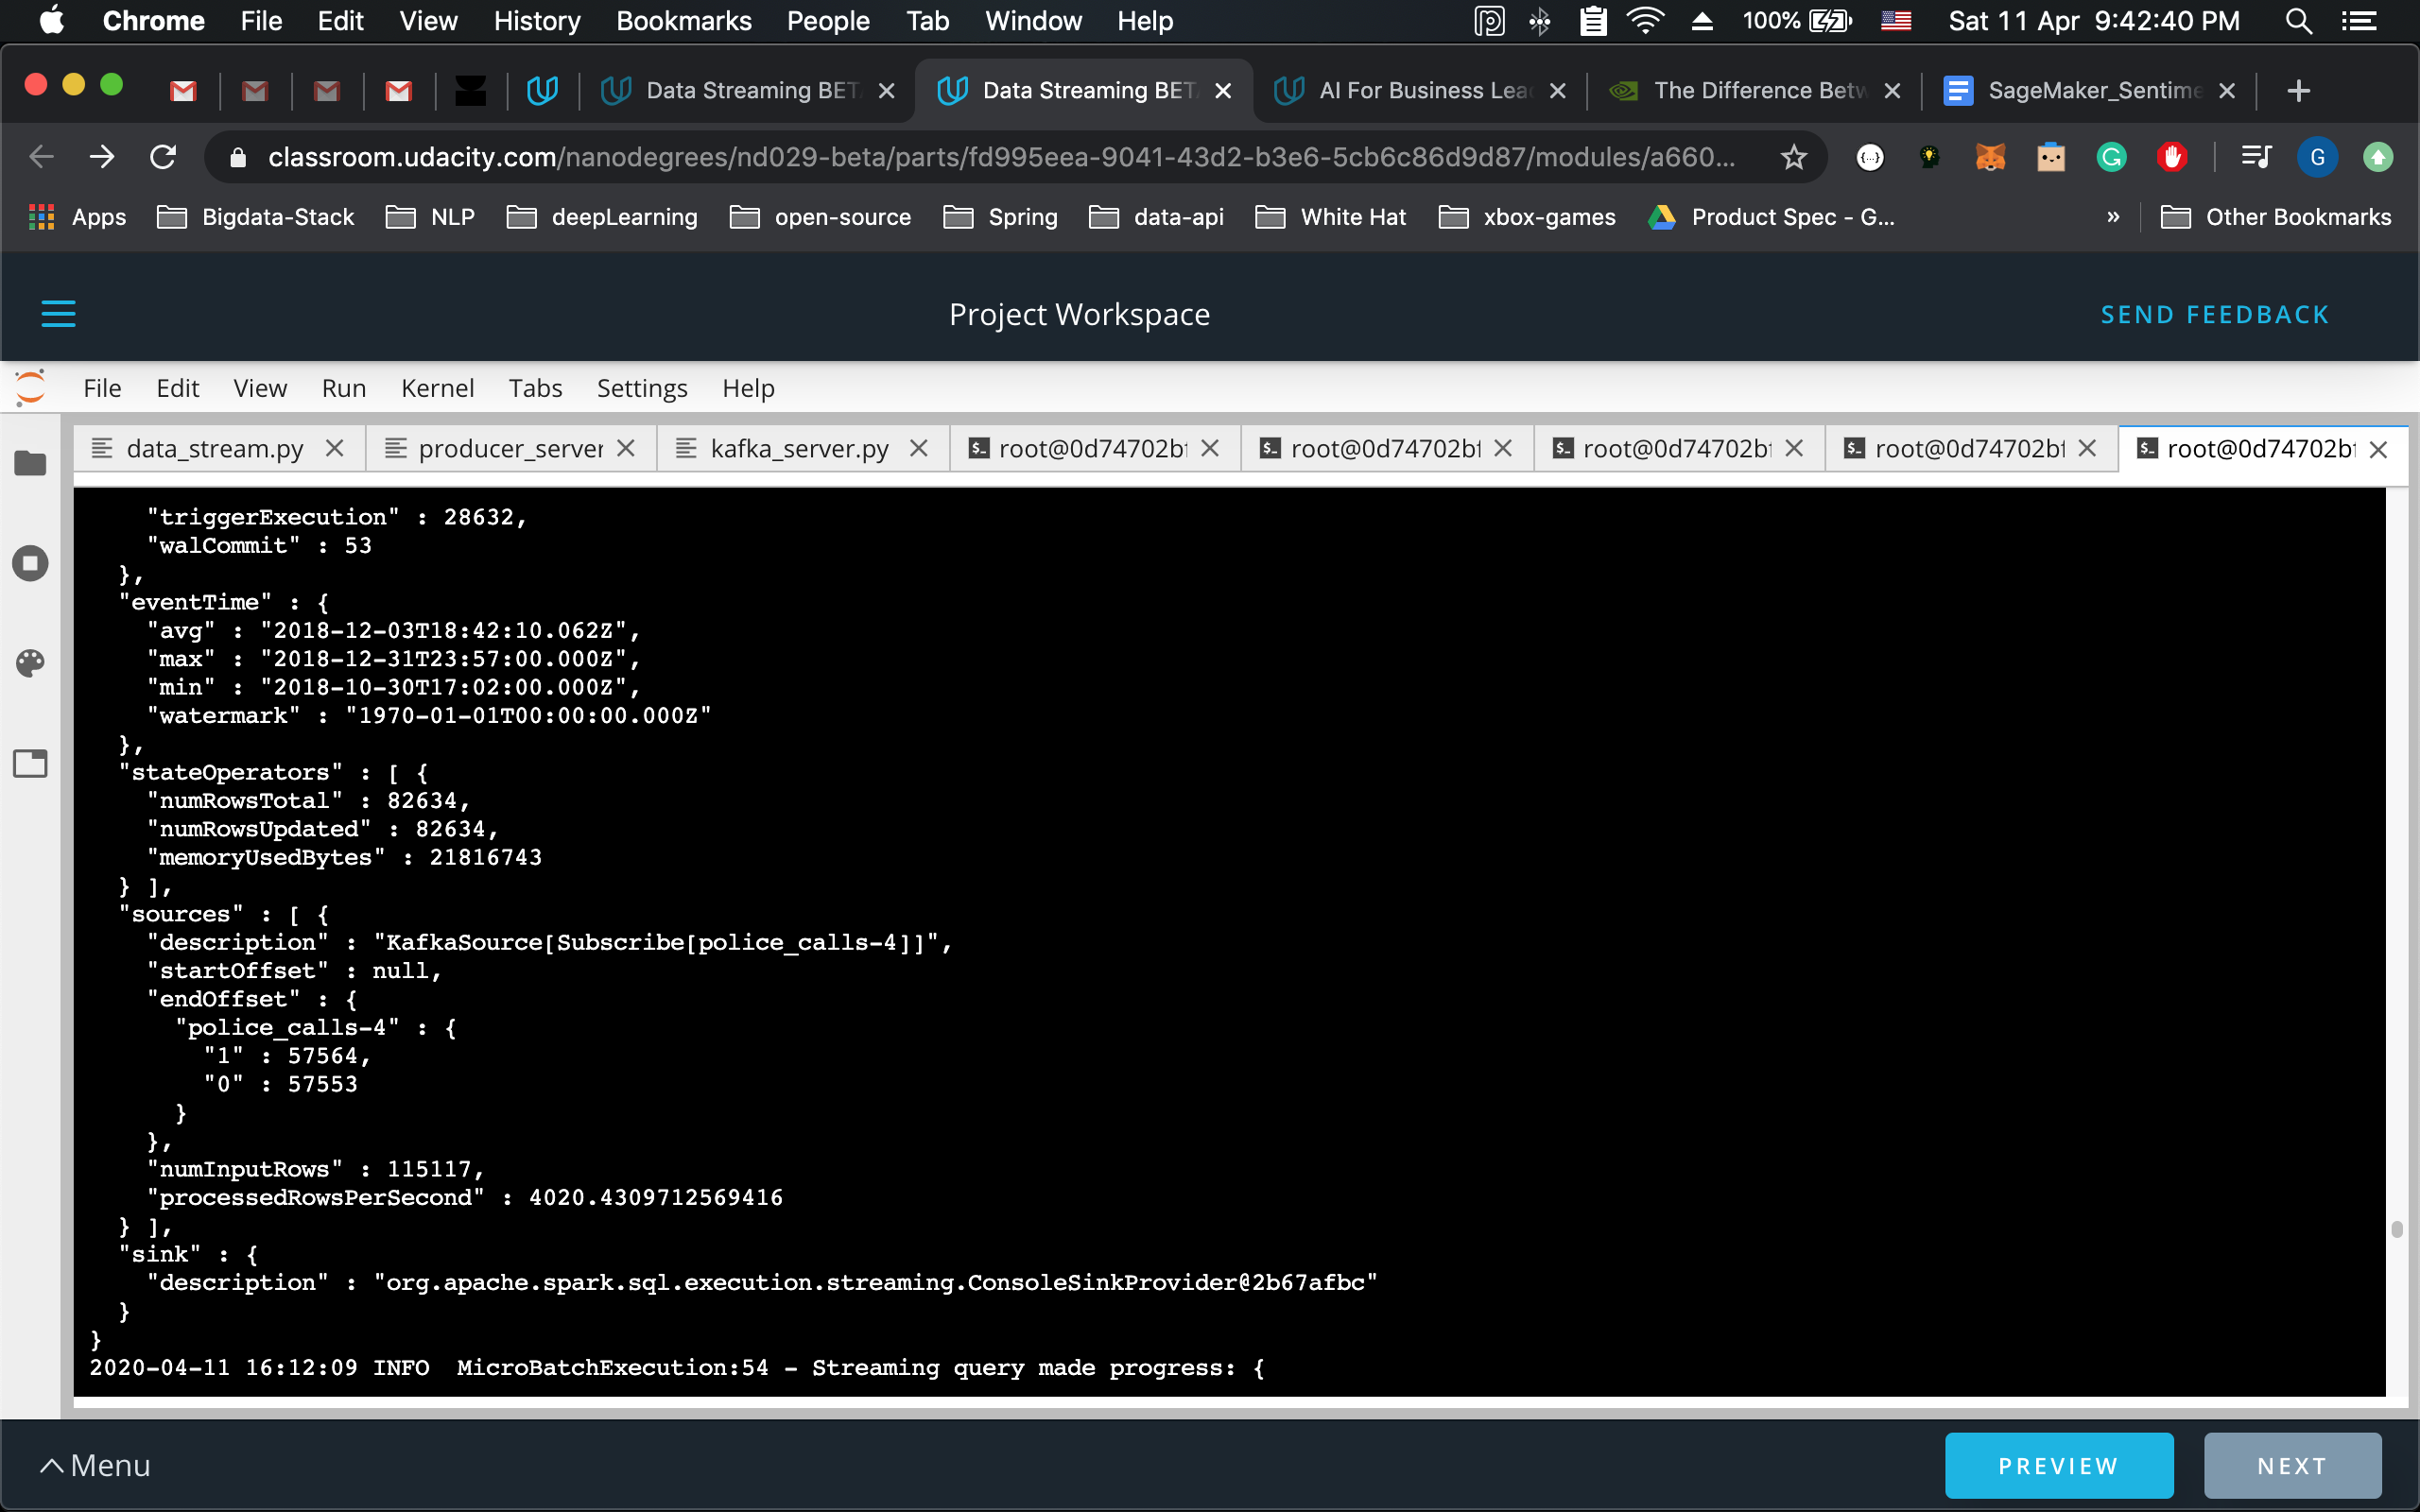 Chrome File Edit View History Bookmarks People Tab Window Help 100% Sat 11 Apr 9:42:40 PM
Data Streaming BET Data Streaming BET AI For Business Lea The Difference Betw SageMaker_Sentime
classroom.udacity.com/nanodegrees/nd029-beta/parts/fd995eea-9041-43d2-b3e6-5cb6c86d9d87/modules/a660... G
Apps Bigdata-Stack NLP deepLearning open-source Spring data-api White Hat xbox-games Product Spec - G... » Other Bookmarks
Project Workspace SEND FEEDBACK
File Edit View Run Kernel Tabs Settings Help
data_stream.py producer_server kafka_server.py root@0d74702bf root@0d74702bf root@0d74702bf root@0d74702bf root@0d74702bf
"triggerExecution" : 28632,
"walCommit" : 53
},
"eventTime" : {
"avg" : "2018-12-03T18:42:10.062Z",
"max" : "2018-12-31T23:57:00.000Z",
"min" : "2018-10-30T17:02:00.000Z",
"watermark" : "1970-01-01T00:00:00.000Z"
},
"stateOperators" : [ {
"numRowsTotal" : 82634,
"numRowsUpdated" : 82634,
"memoryUsedBytes" : 21816743
} ],
"sources" : [ {
"description" : "KafkaSource[Subscribe[police_calls-4]]",
"startOffset" : null,
"endOffset" : {
"police_calls-4" : {
"1" : 57564,
"0" : 57553
}
},
"numInputRows" : 115117,
"processedRowsPerSecond" : 4020.4309712569416
} ],
"sink" : {
"description" : "org.apache.spark.sql.execution.streaming.ConsoleSinkProvider@2b67afbc"
}
}
2020-04-11 16:12:09 INFO  MicroBatchExecution:54 - Streaming query made progress: {
Menu PREVIEW NEXT